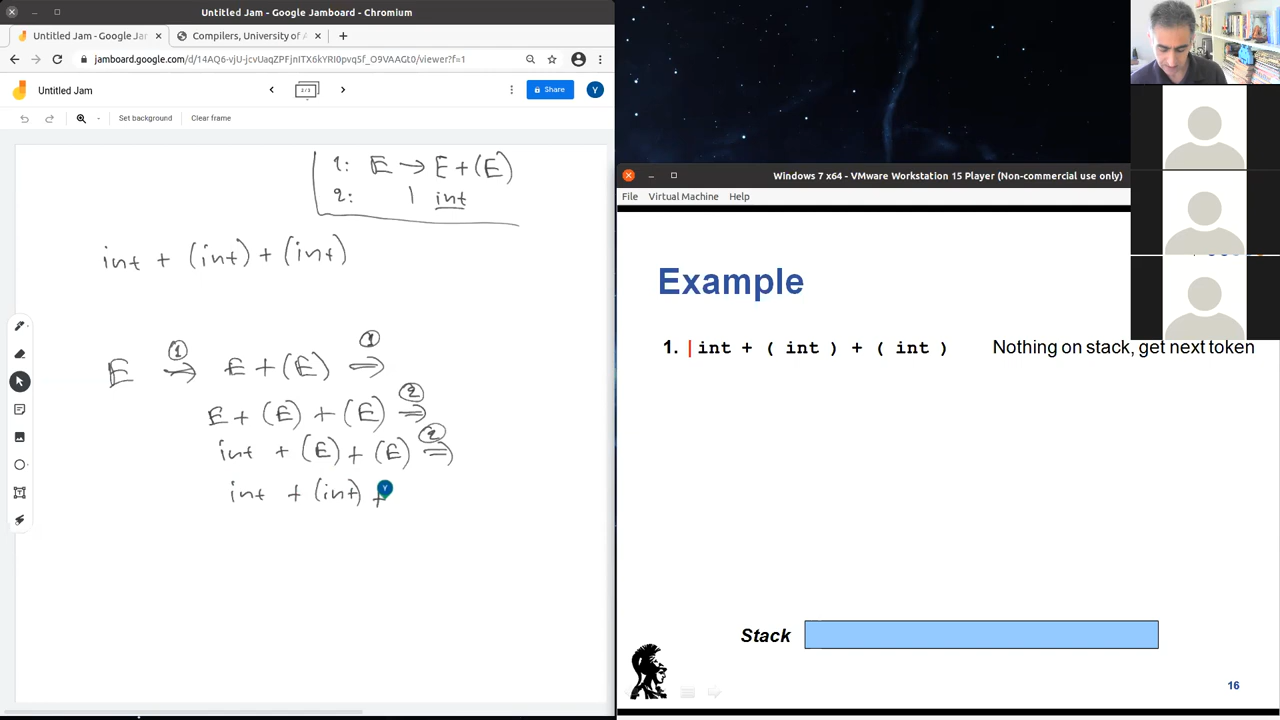 Untitled Jam - Google Jamboard - Chromium
Untitled Jam - Google Jam
Compilers, University of A
jamboard.google.com/d/14AQ6-vjU-jcvUaqZPFjnITX6kYRI0pvq5f_O9VAAGt0/viewer?f=1
Untitled Jam
Share
Y
Set background
Clear frame
1: E → E + (E)
2: | int
int + (int) + (int)
E ⇒ ① E + (E) ⇒ ①
E + (E) + (E) ⇒ ②
int + (E) + (E) ⇒ ②
int + (int) +
Y
Windows 7 x64 - VMware Workstation 15 Player (Non-commercial use only)
File Virtual Machine Help
Example
1. | int + ( int ) + ( int ) Nothing on stack, get next token
Stack
16